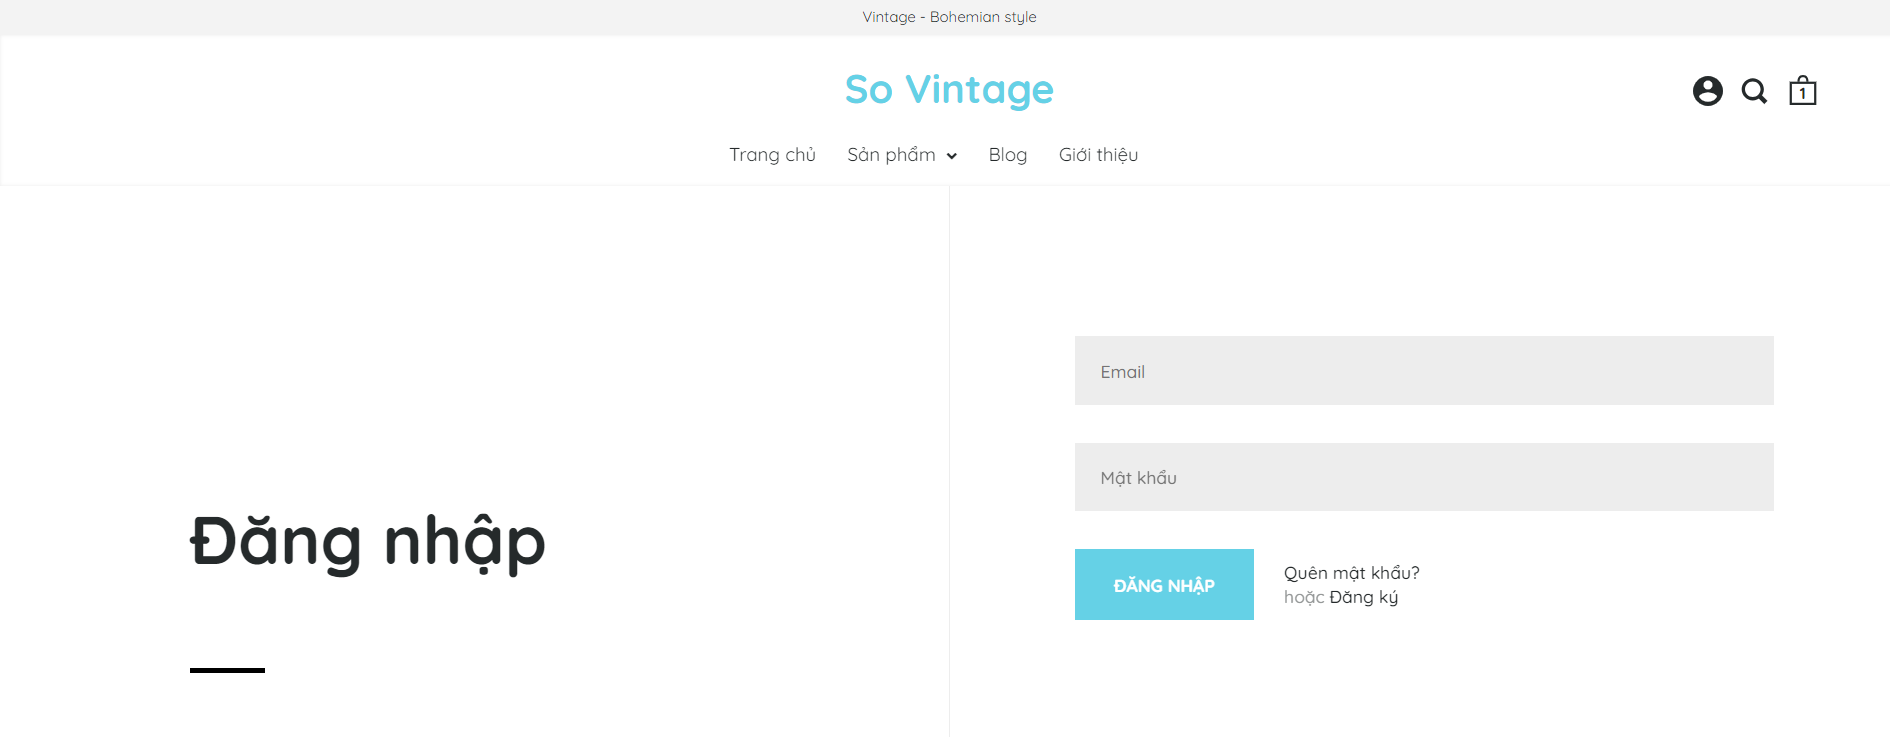 Vintage - Bohemian style
So Vintage
1
Trang chủ Sản phẩm Blog Giới thiệu
Đăng nhập
Email
Mật khẩu
ĐĂNG NHẬP
Quên mật khẩu?
hoặc Đăng ký